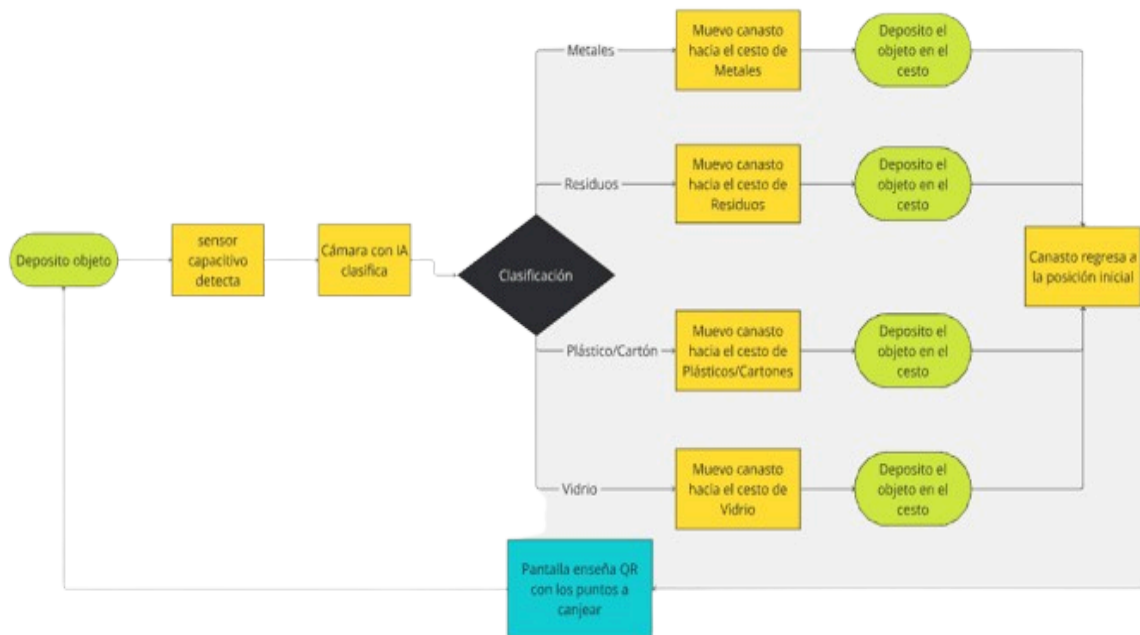 Deposito objeto
sensor
capacitivo
detecta
Cámara con IA
clasifica
Clasificación
Metales
Muevo canasto
hacia el cesto de
Metales
Deposito el
objeto en el
cesto
Residuos
Muevo canasto
hacia el cesto de
Residuos
Deposito el
objeto en el
cesto
Plástico/Cartón
Muevo canasto
hacia el cesto de
Plásticos/Cartones
Deposito el
objeto en el
cesto
Vidrio
Muevo canasto
hacia el cesto de
Vidrio
Deposito el
objeto en el
cesto
Canasto regresa a
la posición inicial
Pantalla enseña QR
con los puntos a
canjear